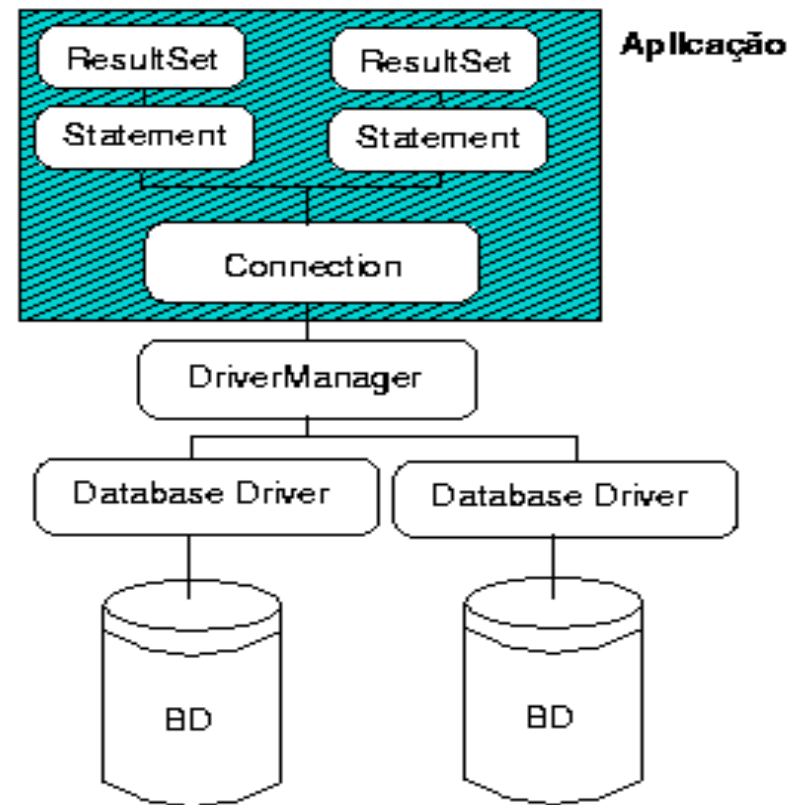 Aplicação
ResultSet
ResultSet
Statement
Statement
Connection
DriverManager
Database Driver
Database Driver
BD
BD